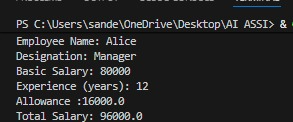 PS C:\Users\sande\OneDrive\Desktop\AI ASSI> &
Employee Name: Alice
Designation: Manager
Basic Salary: 80000
Experience (years): 12
Allowance :16000.0
Total Salary: 96000.0